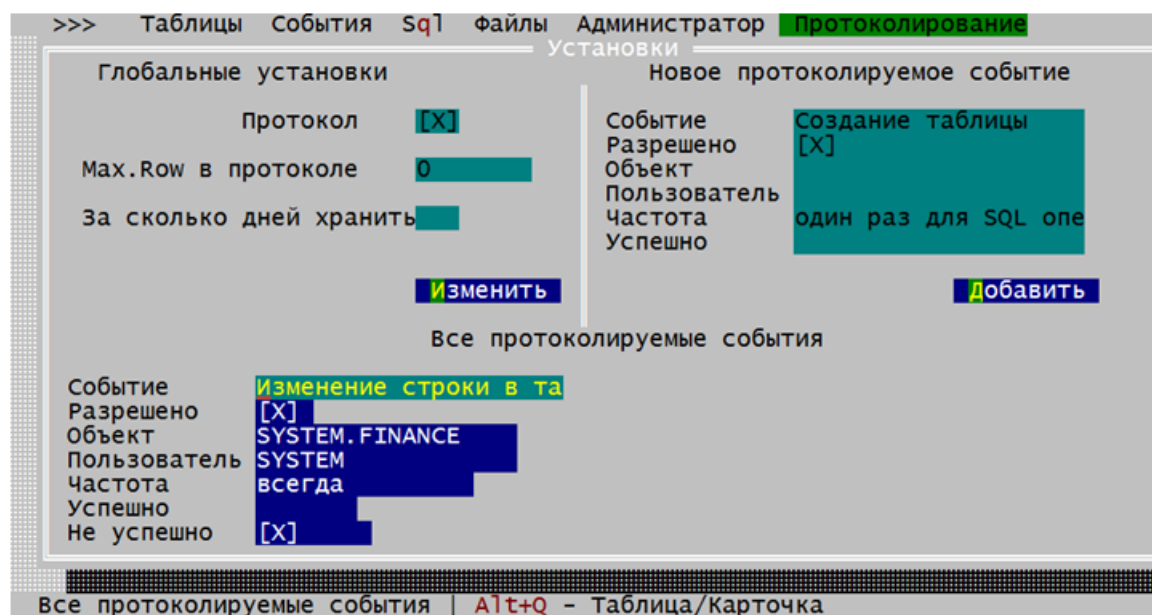 >>> Таблицы События Sql Файлы Администратор Протоколирование
Установки
Глобальные установки
Протокол [X]
Max.Row в протоколе 0
За сколько дней хранить
Изменить
Новое протоколируемое событие
Событие Создание таблицы
Разрешено [X]
Объект
Пользователь
Частота один раз для SQL опе
Успешно
Добавить
Все протоколируемые события
Событие Изменение строки в та
Разрешено [X]
Объект SYSTEM.FINANCE
Пользователь SYSTEM
Частота всегда
Успешно
Не успешно [X]
Все протоколируемые события | Alt+Q – Таблица/Карточка